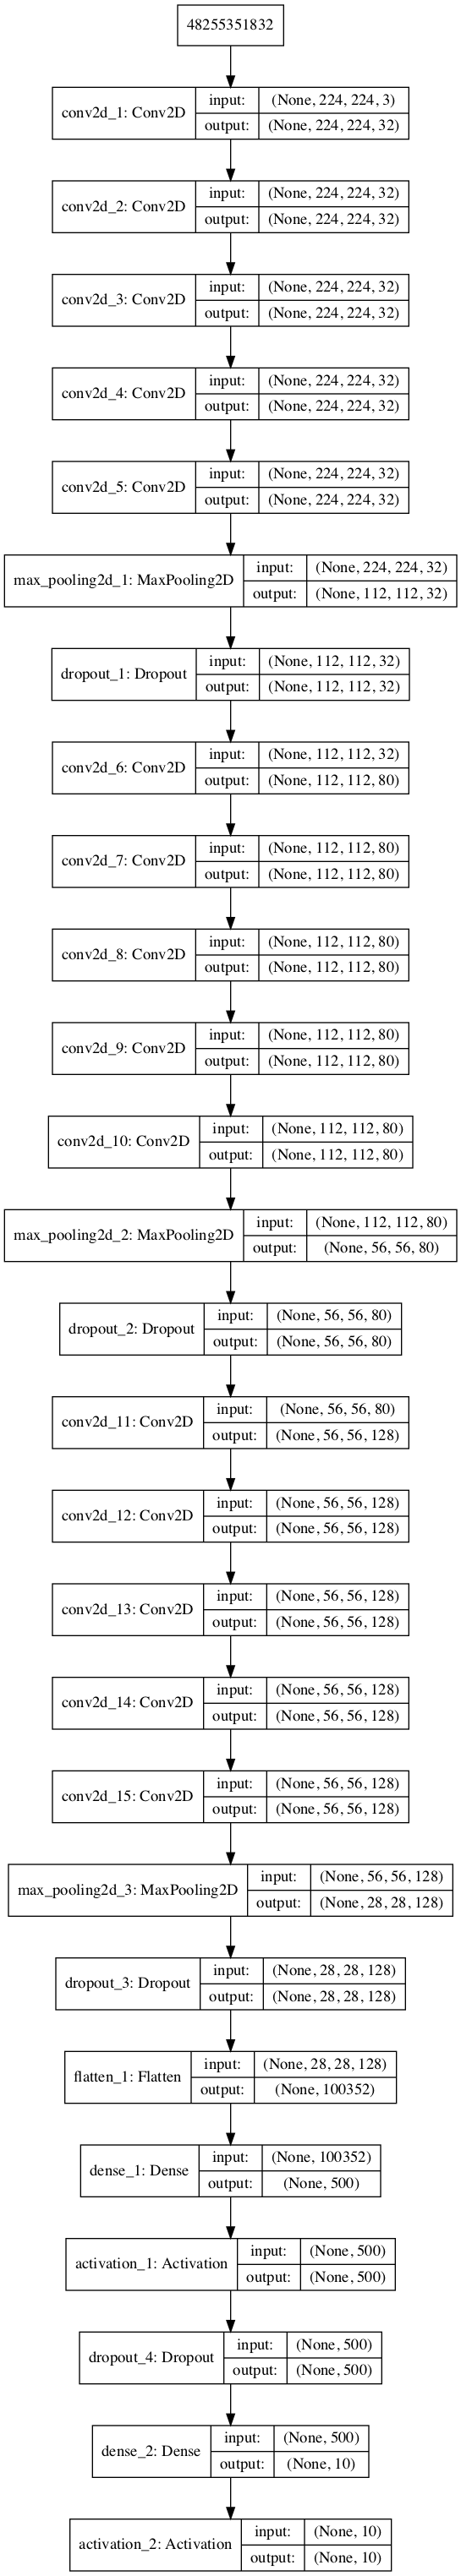 48255351832
conv2d_1: Conv2D input: (None, 224, 224, 3)
output: (None, 224, 224, 32)
conv2d_2: Conv2D input: (None, 224, 224, 32)
output: (None, 224, 224, 32)
conv2d_3: Conv2D input: (None, 224, 224, 32)
output: (None, 224, 224, 32)
conv2d_4: Conv2D input: (None, 224, 224, 32)
output: (None, 224, 224, 32)
conv2d_5: Conv2D input: (None, 224, 224, 32)
output: (None, 224, 224, 32)
max_pooling2d_1: MaxPooling2D input: (None, 224, 224, 32)
output: (None, 112, 112, 32)
dropout_1: Dropout input: (None, 112, 112, 32)
output: (None, 112, 112, 32)
conv2d_6: Conv2D input: (None, 112, 112, 32)
output: (None, 112, 112, 80)
conv2d_7: Conv2D input: (None, 112, 112, 80)
output: (None, 112, 112, 80)
conv2d_8: Conv2D input: (None, 112, 112, 80)
output: (None, 112, 112, 80)
conv2d_9: Conv2D input: (None, 112, 112, 80)
output: (None, 112, 112, 80)
conv2d_10: Conv2D input: (None, 112, 112, 80)
output: (None, 112, 112, 80)
max_pooling2d_2: MaxPooling2D input: (None, 112, 112, 80)
output: (None, 56, 56, 80)
dropout_2: Dropout input: (None, 56, 56, 80)
output: (None, 56, 56, 80)
conv2d_11: Conv2D input: (None, 56, 56, 80)
output: (None, 56, 56, 128)
conv2d_12: Conv2D input: (None, 56, 56, 128)
output: (None, 56, 56, 128)
conv2d_13: Conv2D input: (None, 56, 56, 128)
output: (None, 56, 56, 128)
conv2d_14: Conv2D input: (None, 56, 56, 128)
output: (None, 56, 56, 128)
conv2d_15: Conv2D input: (None, 56, 56, 128)
output: (None, 56, 56, 128)
max_pooling2d_3: MaxPooling2D input: (None, 56, 56, 128)
output: (None, 28, 28, 128)
dropout_3: Dropout input: (None, 28, 28, 128)
output: (None, 28, 28, 128)
flatten_1: Flatten input: (None, 28, 28, 128)
output: (None, 100352)
dense_1: Dense input: (None, 100352)
output: (None, 500)
activation_1: Activation input: (None, 500)
output: (None, 500)
dropout_4: Dropout input: (None, 500)
output: (None, 500)
dense_2: Dense input: (None, 500)
output: (None, 10)
activation_2: Activation input: (None, 10)
output: (None, 10)